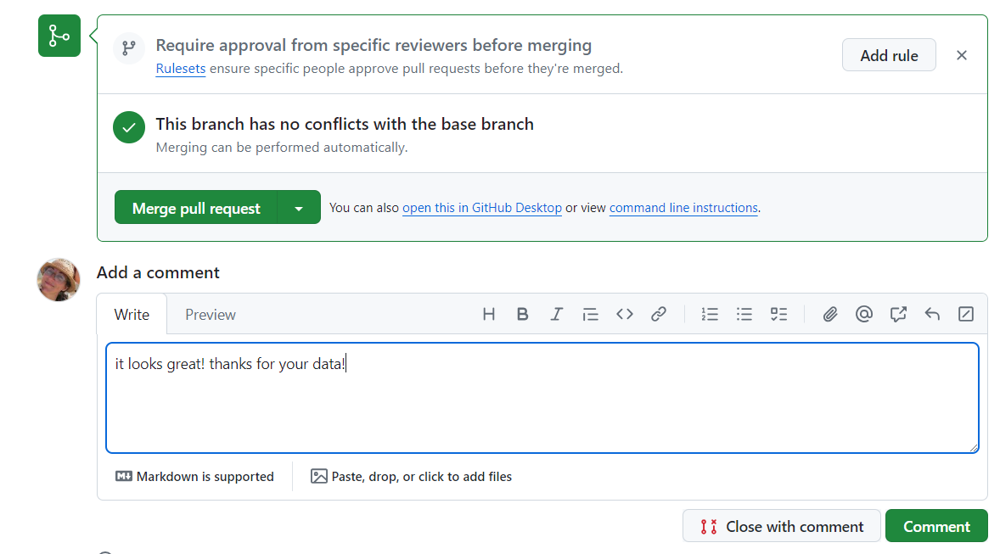 Require approval from specific reviewers before merging
Rulesets ensure specific people approve pull requests before they're merged.
Add rule
This branch has no conflicts with the base branch
Merging can be performed automatically.
Merge pull request
You can also open this in GitHub Desktop or view command line instructions.
Add a comment
Write
Preview
it looks great! thanks for your data!
Markdown is supported
Paste, drop, or click to add files
Close with comment
Comment